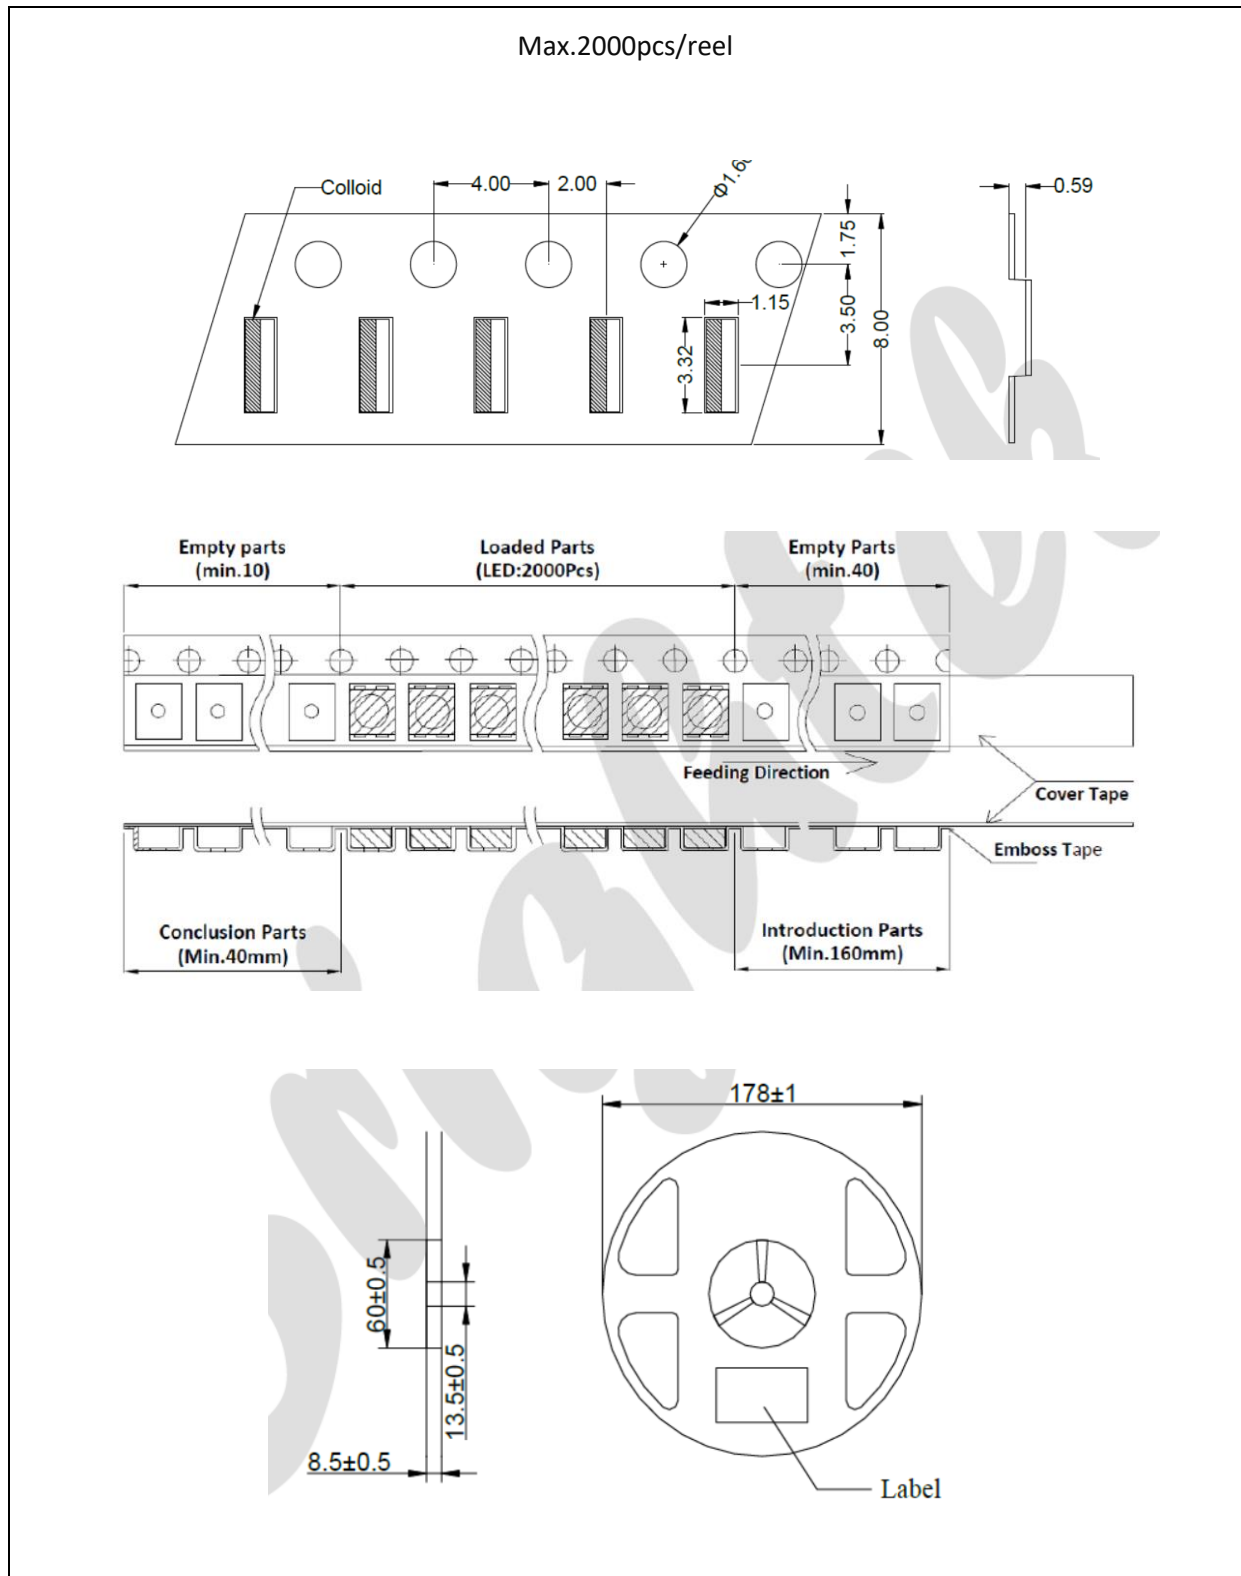 Max.2000pcs/reel
Colloid
4.00
2.00
0.59
1.75
1.15
3.50
8.00
3.32
Empty parts
(min.10)
Loaded Parts
(LED:2000Pcs)
Empty Parts
(min.40)
Feeding Direction
Cover Tape
Emboss Tape
Conclusion Parts
(Min.40mm)
Introduction Parts
(Min.160mm)
178±1
60±0.5
13.5±0.5
8.5±0.5
Label